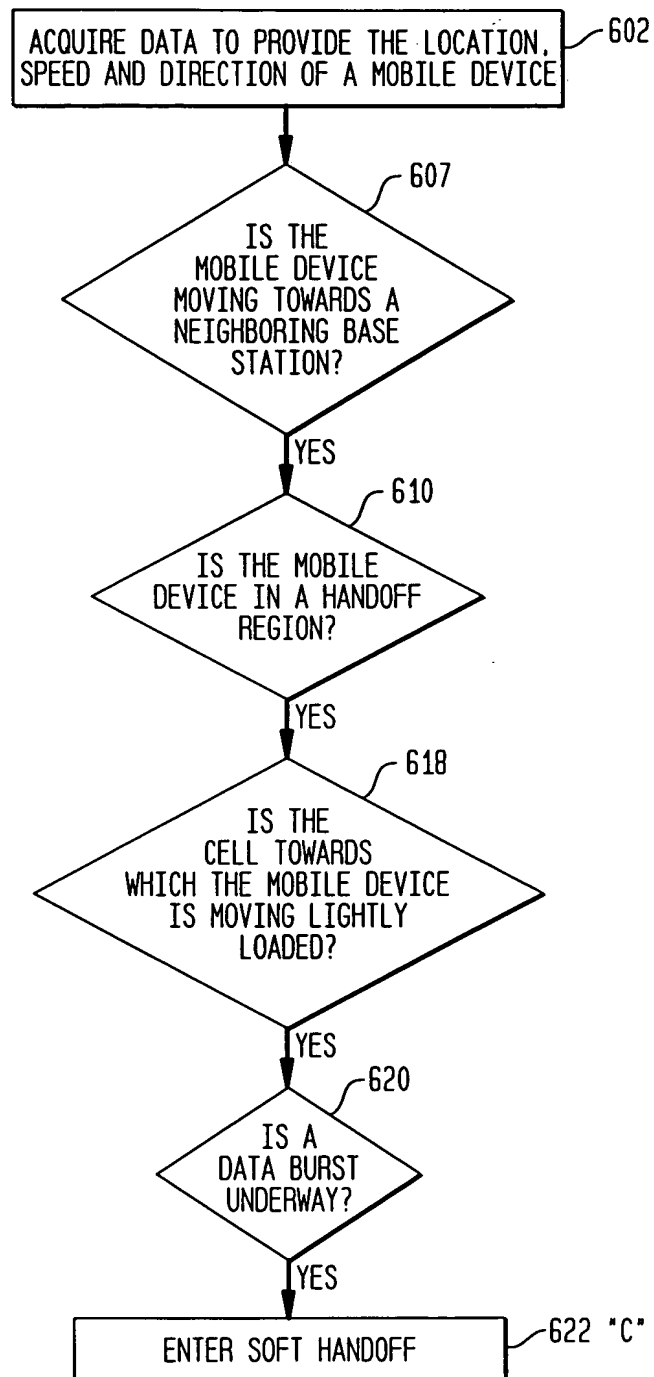 ACQUIRE DATA TO PROVIDE THE LOCATION,
SPEED AND DIRECTION OF A MOBILE DEVICE
602
607
IS THE
MOBILE DEVICE
MOVING TOWARDS A
NEIGHBORING BASE
STATION?
YES
610
IS THE MOBILE
DEVICE IN A HANDOFF
REGION?
YES
618
IS THE
CELL TOWARDS
WHICH THE MOBILE DEVICE
IS MOVING LIGHTLY
LOADED?
YES
620
IS A
DATA BURST
UNDERWAY?
YES
ENTER SOFT HANDOFF
622 "C"